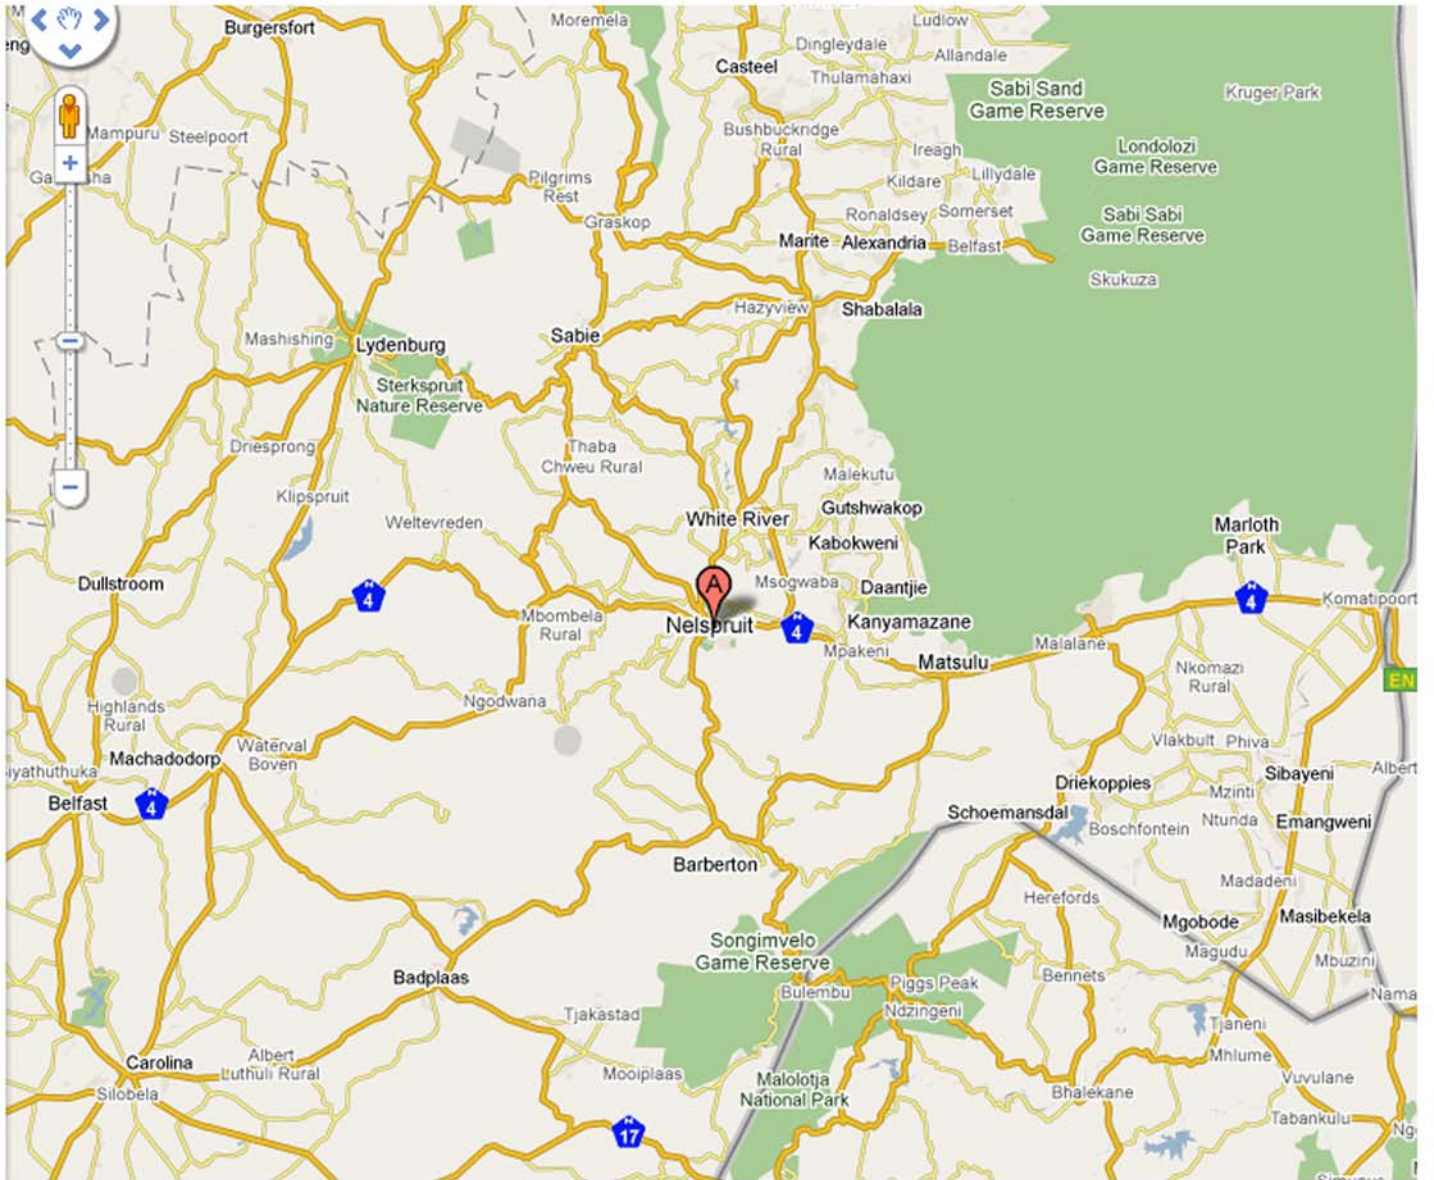 Burgersfort
Moremela
Ludlow
Dingleydale
Allandale
Casteel
Thulamahaxi
Sabi Sand
Game Reserve
Kruger Park
Mampuru
Steelpoort
Bushbuckridge
Rural
Ireagh
Londolozi
Game Reserve
Pilgrims
Rest
Kildare
Lillydale
Graskop
Ronaldsey
Somerset
Sabi Sabi
Game Reserve
Marite
Alexandria
Belfast
Skukuza
Hazyview
Shabalala
Mashishing
Lydenburg
Sabie
Sterkspruit
Nature Reserve
Driesprong
Thaba
Chweu Rural
Malekutu
Klipspruit
Weltevreden
White River
Gutshwakop
Kabokweni
Marloth
Park
Dullstroom
N
4
A
Msogwaba
Daantjie
N
4
Komatipoort
Mbombela
Rural
Nelspruit
N
4
Kanyamazane
Mpakeni
Matsulu
Malalane
Nkomazi
Rural
EN
Highlands
Rural
Ngodwana
Machadodorp
Waterval
Boven
Vlakbult
Phiva
iyathuthuka
Belfast
N
4
Driekoppies
Sibayeni
Albert
Mzinti
Schoemansdal
Boschfontein
Ntunda
Emangweni
Barberton
Madadeni
Herefords
Mgobode
Masibekela
Songimvelo
Game Reserve
Magudu
Mbuzini
Badplaas
Bulembu
Piggs Peak
Bennets
Nama
Tjakastad
Ndzingeni
Tjaneni
Carolina
Albert
Luthuli Rural
Mooiplaas
Malolotja
National Park
Mhlume
Vuvulane
Silobela
Bhalekane
Tabankulu
N
17